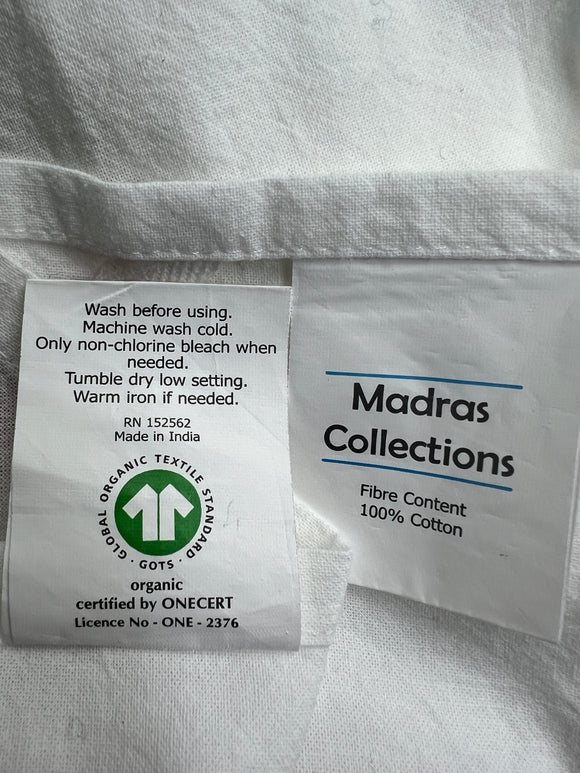 Wash before using.
Machine wash cold.
Only non-chlorine bleach when
needed.
Tumble dry low setting.
Warm iron if needed.
RN 152562
Made in India
GLOBAL ORGANIC TEXTILE STANDARD
· GOTS ·
organic
certified by ONECERT
Licence No - ONE - 2376
Madras
Collections
Fibre Content
100% Cotton